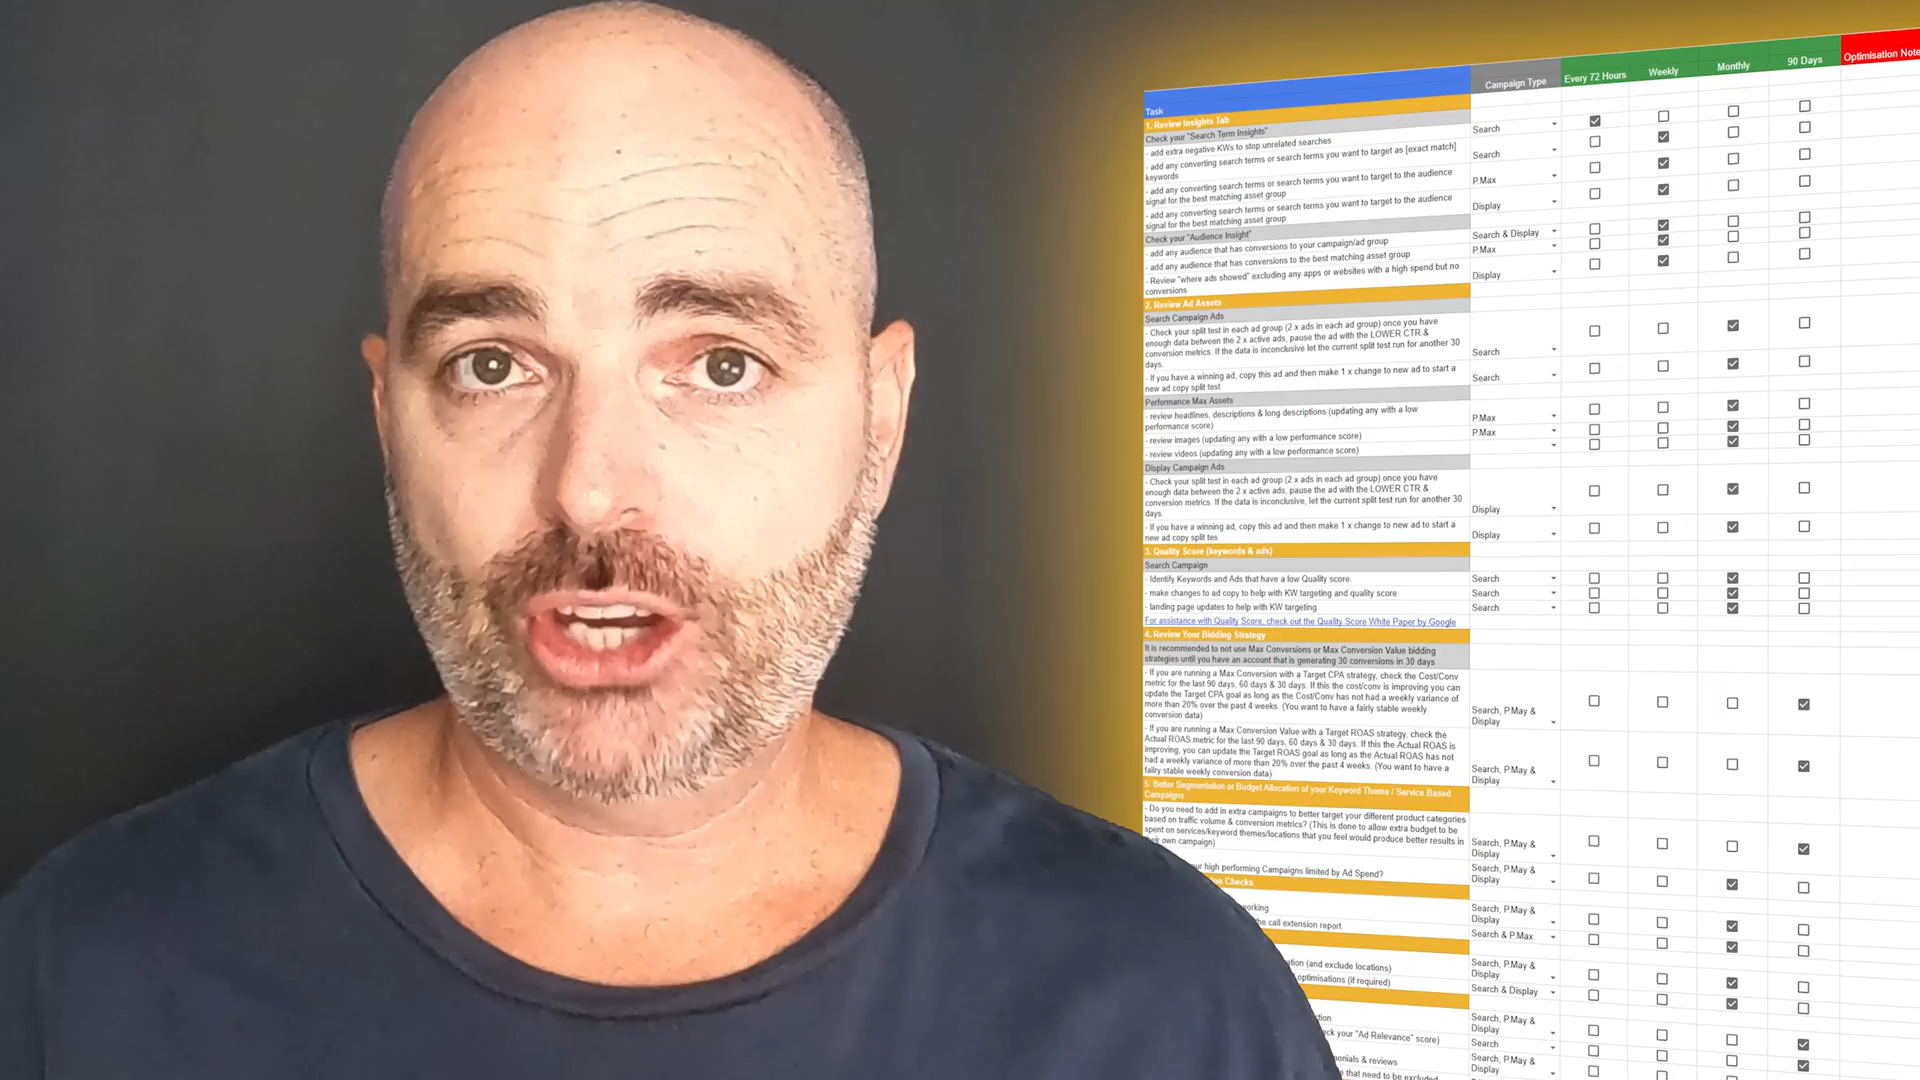 Task
Campaign Type
Every 72 Hours
Weekly
Monthly
90 Days
Optimisation Note
1. Review Insights Tab
Check your "Search Term Insights"
- add extra negative KWs to stop unrelated searches
Search
- add any converting search terms or search terms you want to target as [exact match]
keywords
Search
- add any converting search terms or search terms you want to target to the audience
signal for the best matching asset group
P.Max
- add any converting search terms or search terms you want to target to the audience
signal for the best matching asset group
Display
Check your "Audience Insight"
- add any audience that has conversions to your campaign/ad group
Search & Display
- add any audience that has conversions to the best matching asset group
P.Max
- Review "where ads showed" excluding any apps or websites with a high spend but no
conversions
Display
2. Review Ad Assets
Search Campaign Ads
- Check your split test in each ad group (2 x ads in each ad group) once you have
enough data between the 2 x active ads, pause the ad with the LOWER CTR &
conversion metrics. If the data is inconclusive let the current split test run for another 30
days.
Search
- If you have a winning ad, copy this ad and then make 1 x change to new ad to start a
new ad copy split test
Search
Performance Max Assets
- review headlines, descriptions & long descriptions (updating any with a low
performance score)
P.Max
- review images (updating any with a low performance score)
P.Max
- review videos (updating any with a low performance score)
Display Campaign Ads
- Check your split test in each ad group (2 x ads in each ad group) once you have
enough data between the 2 x active ads, pause the ad with the LOWER CTR &
conversion metrics. If the data is inconclusive, let the current split test run for another 30
days.
Display
- If you have a winning ad, copy this ad and then make 1 x change to new ad to start a
new ad copy split tes
Display
3. Quality Score (keywords & ads)
Search Campaign
- Identify Keywords and Ads that have a low Quality score
Search
- make changes to ad copy to help with KW targeting and quality score
Search
- landing page updates to help with KW targeting
Search
For assistance with Quality Score, check out the Quality Score White Paper by Google
4. Review Your Bidding Strategy
It is recommended to not use Max Conversions or Max Conversion Value bidding
strategies until you have an account that is generating 30 conversions in 30 days
- If you are running a Max Conversion with a Target CPA strategy, check the Cost/Conv
metric for the last 90 days, 60 days & 30 days. If this the cost/conv is improving you can
update the Target CPA goal as long as the Cost/Conv has not had a weekly variance of
more than 20% over the past 4 weeks. (You want to have a fairly stable weekly
conversion data)
Search, P.May &
Display
- If you are running a Max Conversion Value with a Target ROAS strategy, check the
Actual ROAS metric for the last 90 days, 60 days & 30 days. If this the Actual ROAS is
improving, you can update the Target ROAS goal as long as the Actual ROAS has not
had a weekly variance of more than 20% over the past 4 weeks. (You want to have a
failry stable weekly conversion data)
Search, P.May &
Display
5. Better Segmentation or Budget Allocation of your Keyword Theme / Service Based
Campaigns
- Do you need to add in extra campaigns to better target your different product categories
based on traffic volume & conversion metrics? (This is done to allow extra budget to be
spent on services/keyword themes/locations that you feel would produce better results in
own campaign)
Search, P.May &
Display
high performing Campaigns limited by Ad Spend?
Search, P.May &
Display
Checks
working
Search, P.May &
Display
the call extension report
Search & P.Max
(and exclude locations)
Search, P.May &
Display
optimisations (if required)
Search & Display
Search, P.May &
Display
your "Ad Relevance" score)
Search
& reviews
Search, P.May &
Display
that need to be excluded